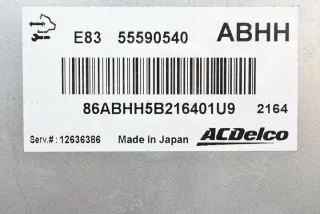 E83 55590540 ABHH
86ABHH5B216401U9 2164
Serv.#: 12636386 Made in Japan ACDelco